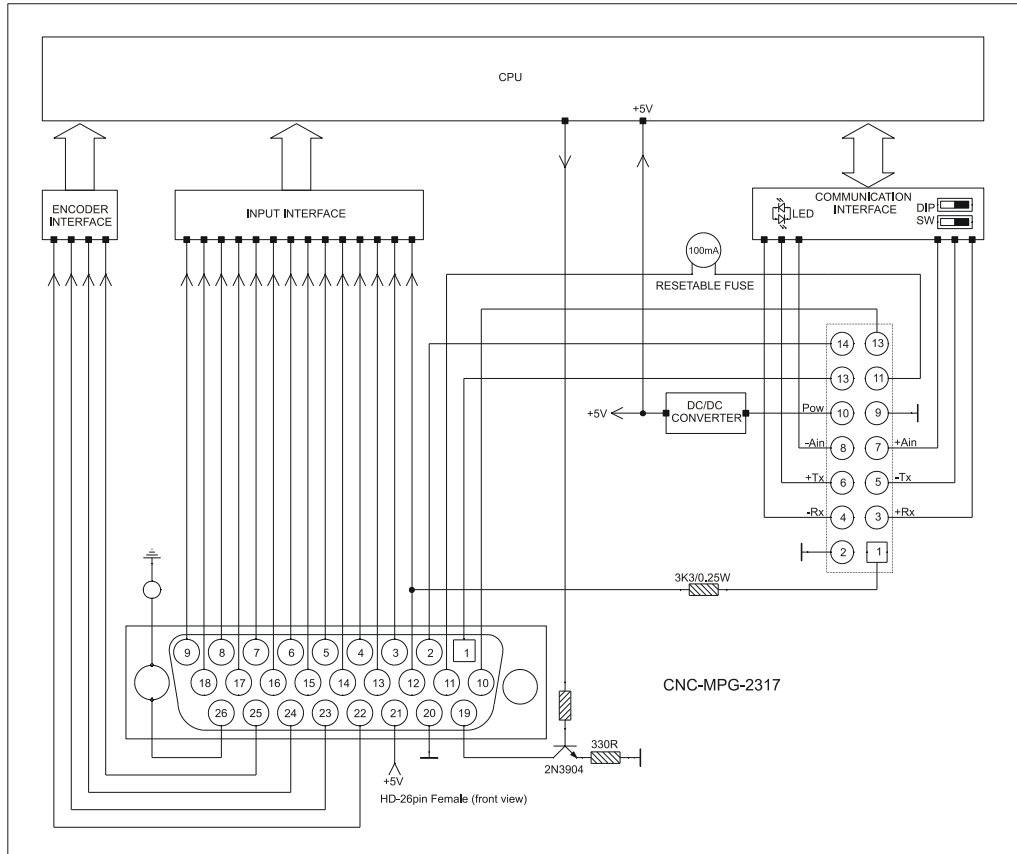 CPU
+5V
ENCODER
INTERFACE
INPUT INTERFACE
COMMUNICATION
INTERFACE
LED
DIP
SW
100mA
RESETABLE FUSE
14 13
13 11
+5V
DC/DC
CONVERTER
Pow 10 9
-Ain 8 7 +Ain
+Tx 6 5 -Tx
-Rx 4 3 +Rx
2 1
3K3/0.25W
9 8 7 6 5 4 3 2 1
18 17 16 15 14 13 12 11 10
26 25 24 23 22 21 20 19
CNC-MPG-2317
330R
2N3904
+5V
HD-26pin Female (front view)